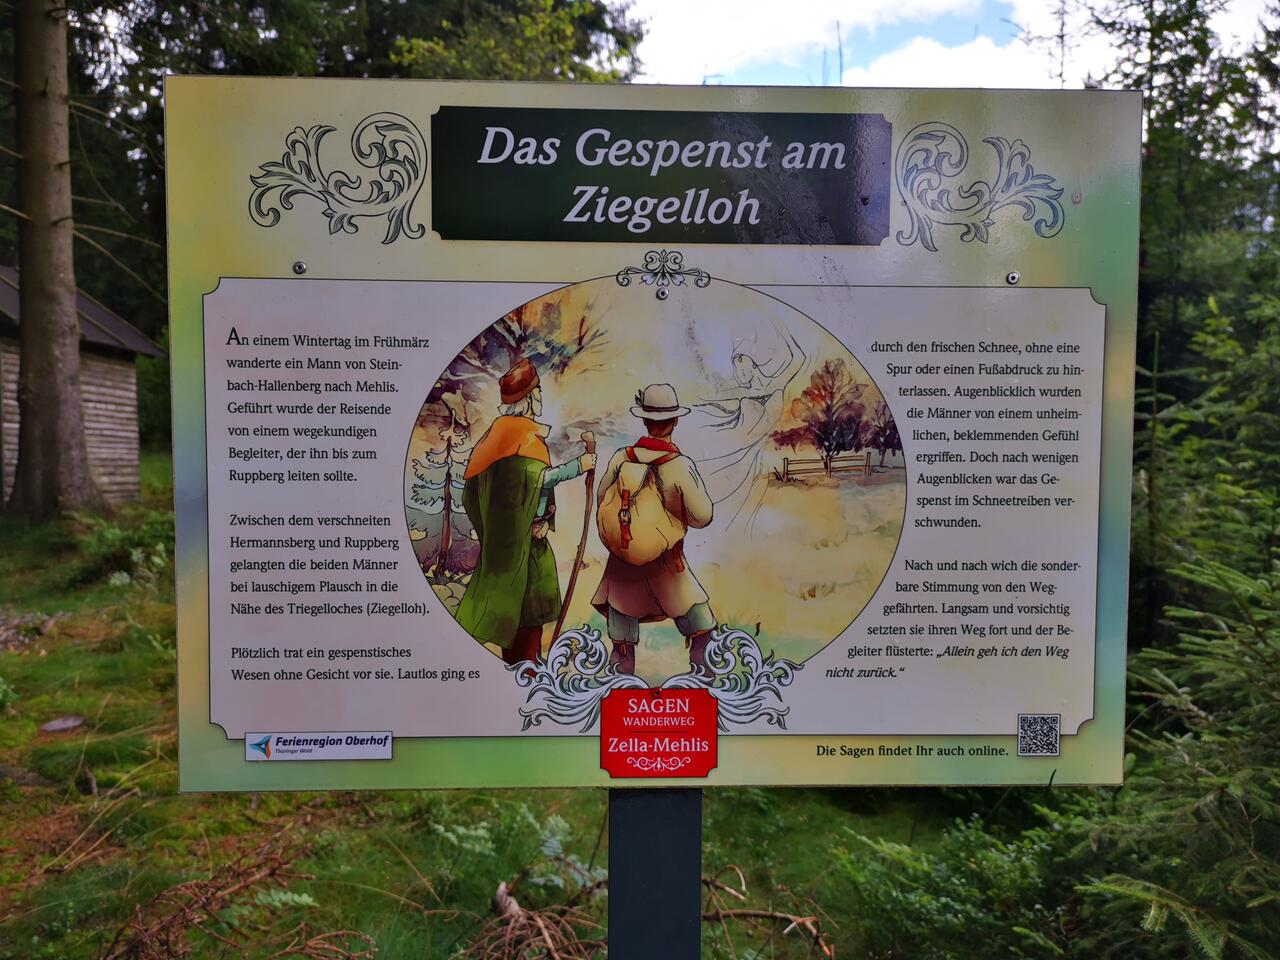 Das Gespenst am
Ziegelloh
An einem Wintertag im Frühmärz
wanderte ein Mann von Stein-
bach-Hallenberg nach Mehlis.
Geführt wurde der Reisende
von einem wegekundigen
Begleiter, der ihn bis zum
Ruppberg leiten sollte.
Zwischen dem verschneiten
Hermannsberg und Ruppberg
gelangten die beiden Männer
bei lauschigem Plausch in die
Nähe des Triegelloches (Ziegelloh).
Plötzlich trat ein gespenstisches
Wesen ohne Gesicht vor sie. Lautlos ging es
durch den frischen Schnee, ohne eine
Spur oder einen Fußabdruck zu hin-
terlassen. Augenblicklich wurden
die Männer von einem unheim-
lichen, beklemmenden Gefühl
ergriffen. Doch nach wenigen
Augenblicken war das Ge-
spenst im Schneetreiben ver-
schwunden.
Nach und nach wich die sonder-
bare Stimmung von den Weg-
gefährten. Langsam und vorsichtig
setzten sie ihren Weg fort und der Be-
gleiter flüsterte: „Allein geh ich den Weg
nicht zurück.“
Ferienregion Oberhof
Thüringer Wald
SAGEN
WANDERWEG
Zella-Mehlis
Die Sagen findet Ihr auch online.